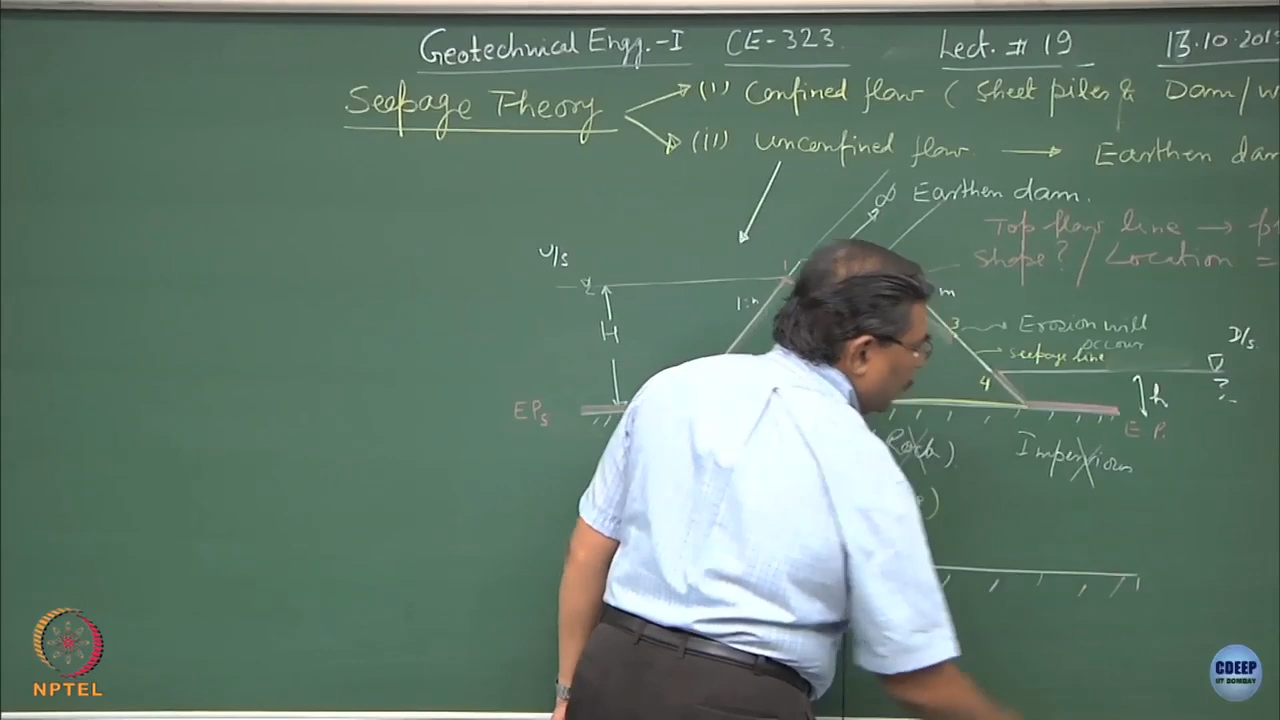 Geotechnical Engg.-I CE-323. Lect. # 19 13.10.201
Seepage Theory
(i) Confined flow ( Sheet piles & Dam/w
(ii) unconfined flow. → Earthen dam
∞ Earthen dam.
Top flow line →
shape? / Location =
U/s
1
1:n
m
H
3
Erosion will
occur
seepage line
4
D/s.
h
?
EPs
E P.
Rock)
Impervious
NPTEL
CDEEP
IIT BOMBAY